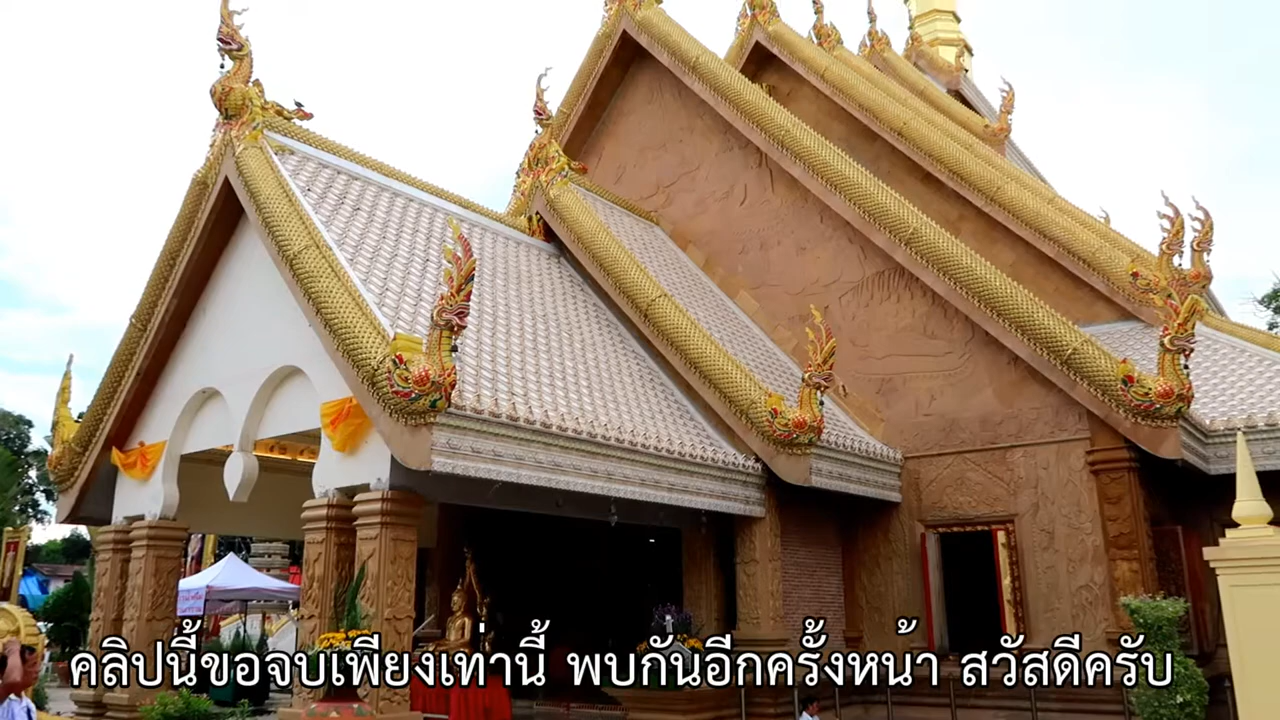 คลิปนี้ขอจบเพียงเท่านี้ พบกันอีกครั้งหน้า สวัสดีครับ